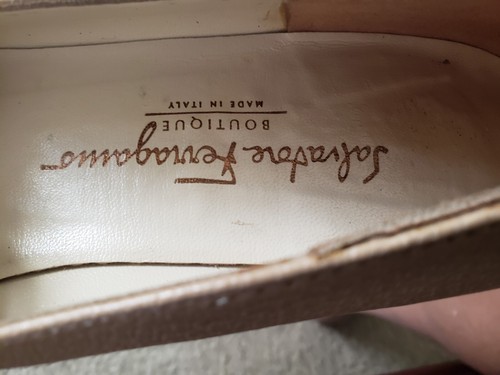 Salvatore Ferragamo
BOUTIQUE
MADE IN ITALY